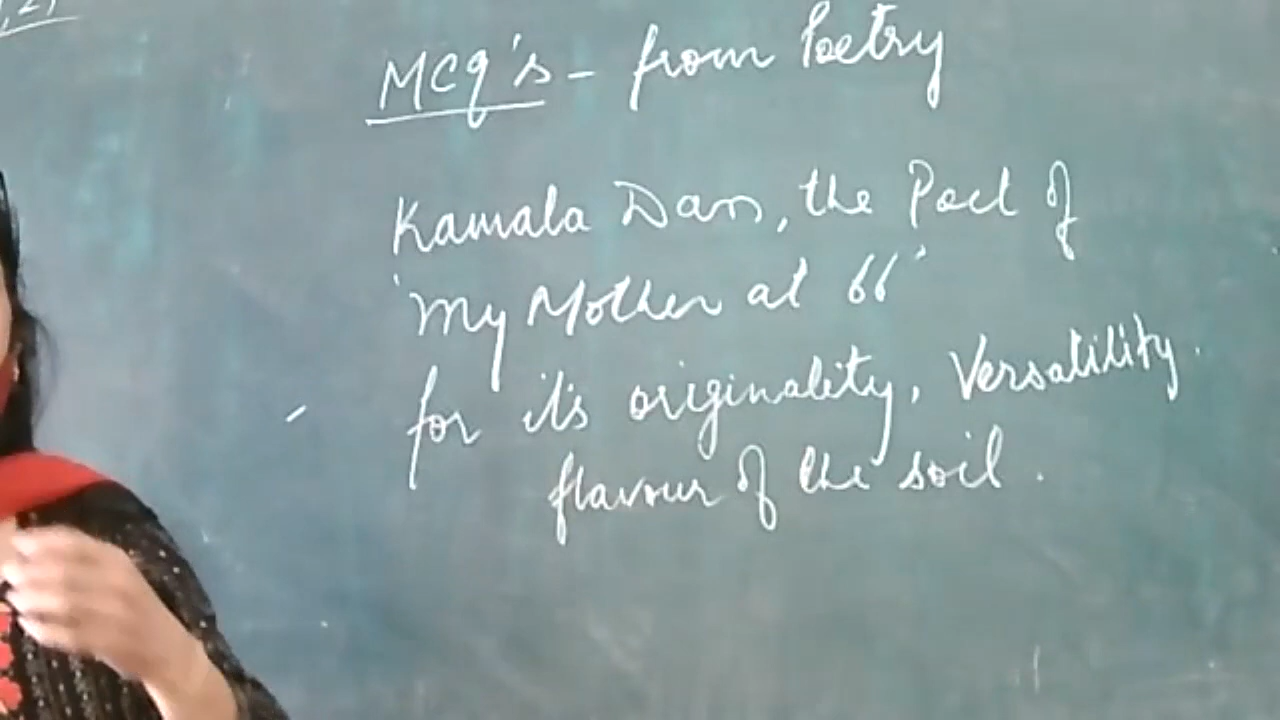 MCQ's - from Poetry
Kamala Das, the Poet of
'My Mother at 66'
for it's originality, Versatility.
flavour of the soil.